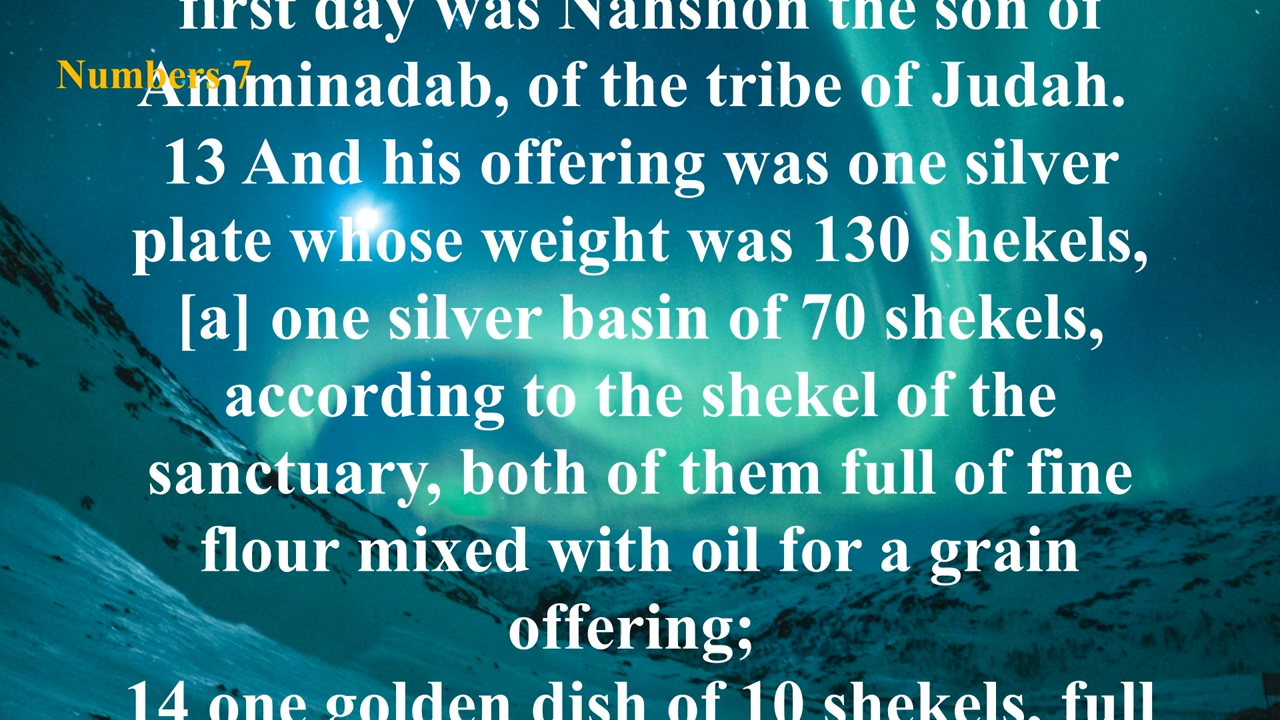 first day was Nahshon the son of
Numbers 7
Amminadab, of the tribe of Judah.
13 And his offering was one silver
plate whose weight was 130 shekels,
[a] one silver basin of 70 shekels,
according to the shekel of the
sanctuary, both of them full of fine
flour mixed with oil for a grain
offering;
14 one golden dish of 10 shekels, full